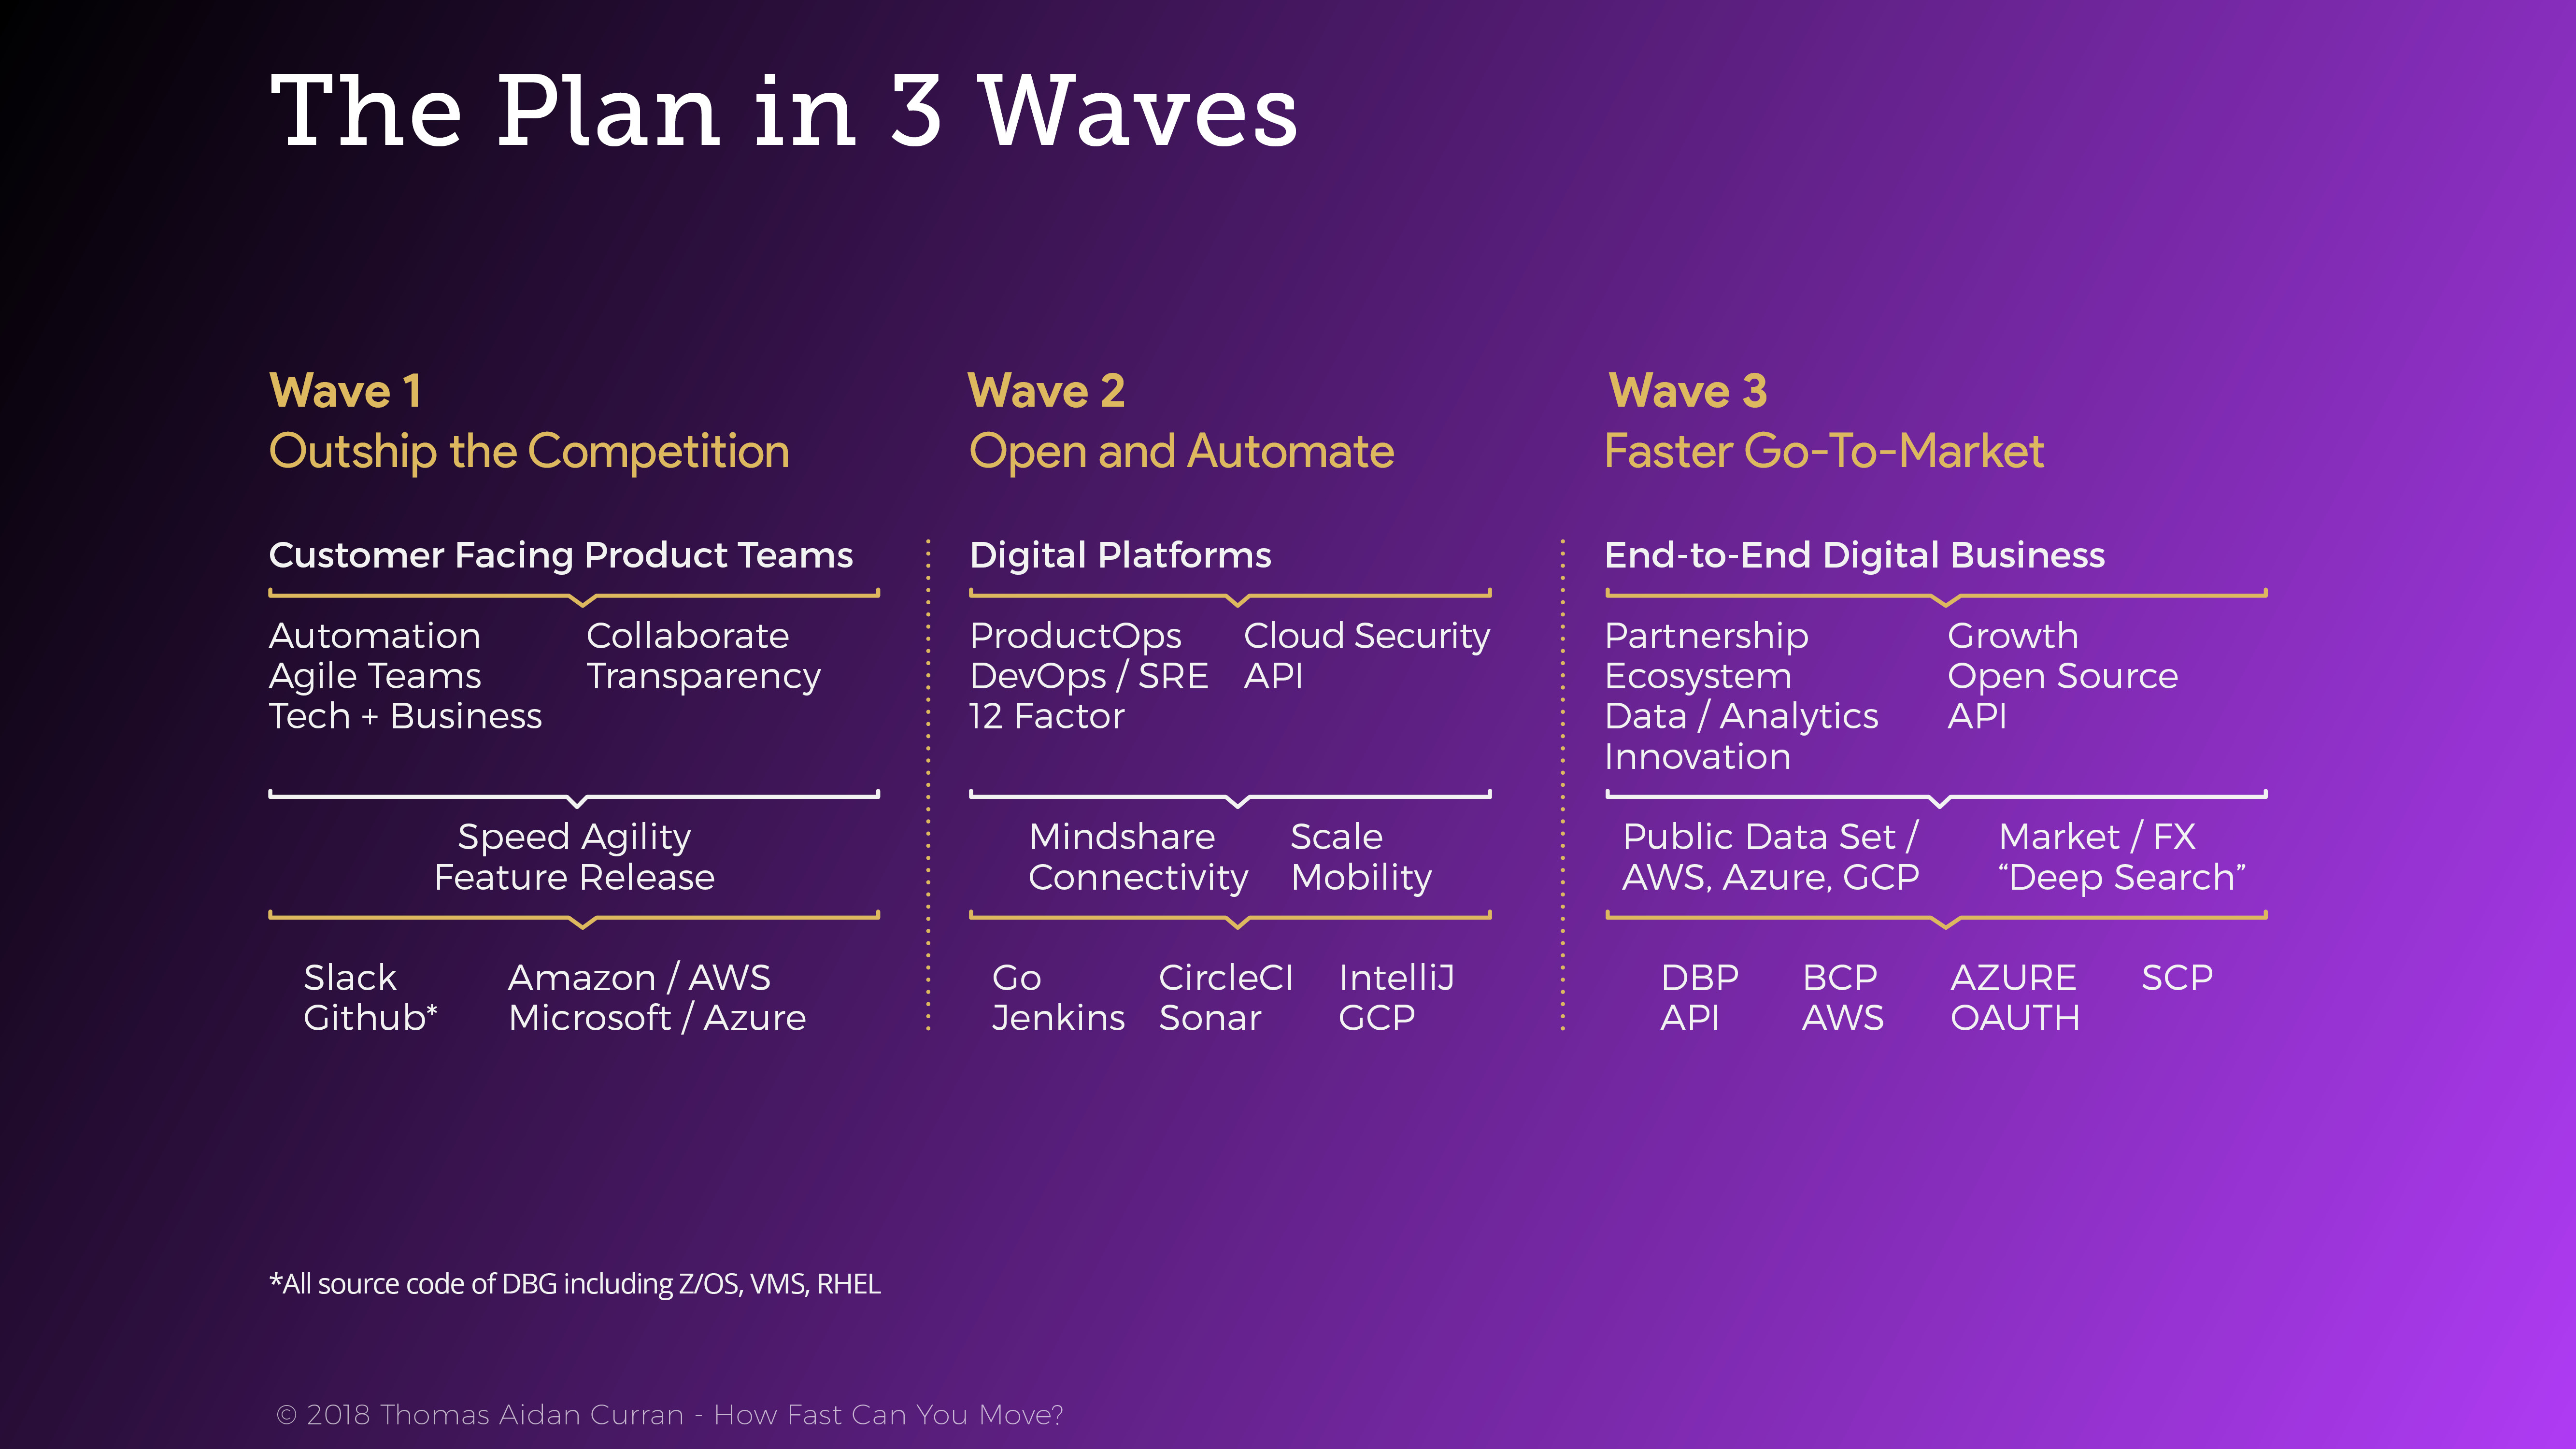 The Plan in 3 Waves
Wave 1
Outship the Competition
Customer Facing Product Teams
Automation
Agile Teams
Tech + Business
Collaborate
Transparency
Speed Agility
Feature Release
Slack
Github*
Amazon / AWS
Microsoft / Azure
Wave 2
Open and Automate
Digital Platforms
ProductOps
DevOps / SRE
12 Factor
Cloud Security
API
Mindshare
Connectivity
Scale
Mobility
Go
Jenkins
CircleCI
Sonar
IntelliJ
GCP
Wave 3
Faster Go-To-Market
End-to-End Digital Business
Partnership
Ecosystem
Data / Analytics
Innovation
Growth
Open Source
API
Public Data Set /
AWS, Azure, GCP
Market / FX
“Deep Search”
DBP
API
BCP
AWS
AZURE
OAUTH
SCP
*All source code of DBG including Z/OS, VMS, RHEL
© 2018 Thomas Aidan Curran - How Fast Can You Move?